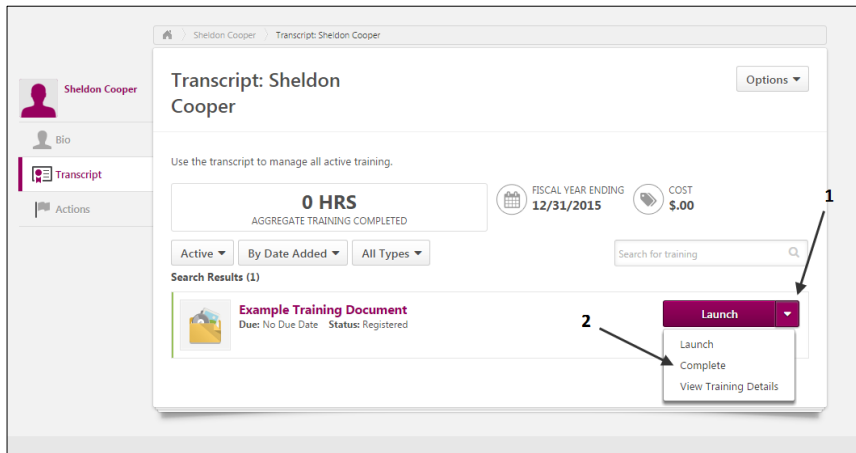 Sheldon Cooper / Transcript: Sheldon Cooper
Sheldon Cooper
Bio
Transcript
Actions
Transcript: Sheldon
Cooper
Options
Use the transcript to manage all active training.
0 HRS
AGGREGATE TRAINING COMPLETED
FISCAL YEAR ENDING
12/31/2015
COST
$.00
1
Active
By Date Added
All Types
Search for training
Search Results (1)
Example Training Document
Due: No Due Date Status: Registered
Launch
2
Launch
Complete
View Training Details